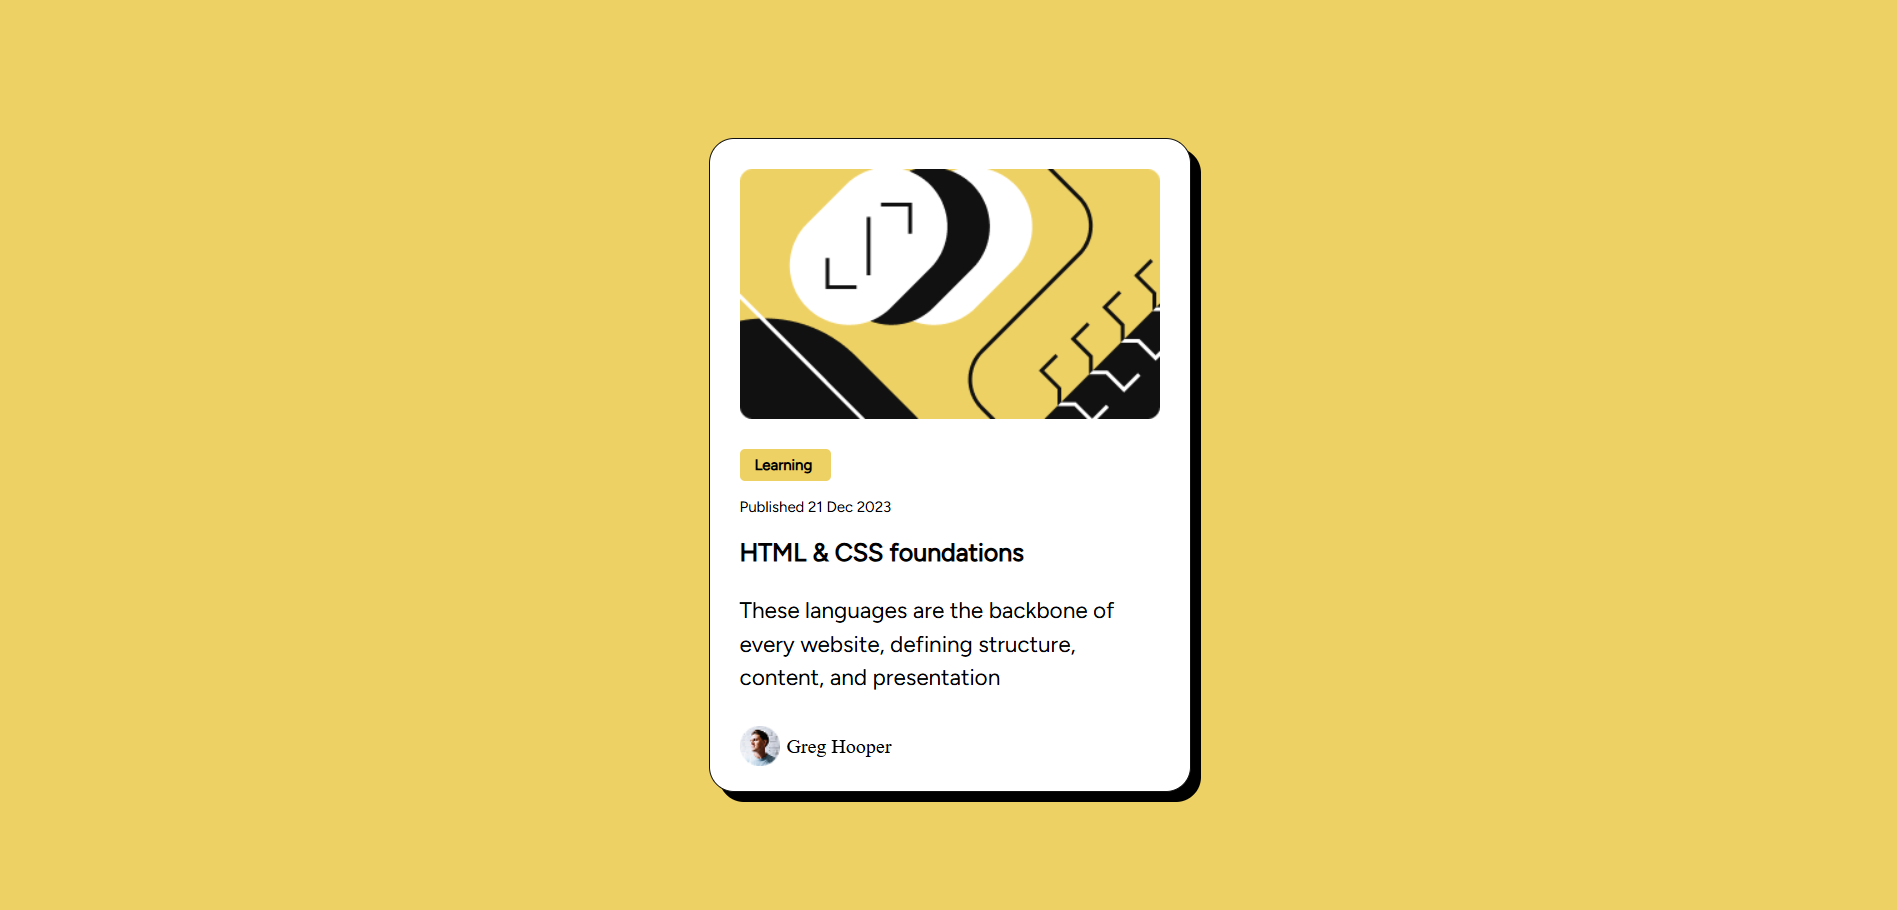 Learning
Published 21 Dec 2023
HTML & CSS foundations
These languages are the backbone of
every website, defining structure,
content, and presentation
Greg Hooper